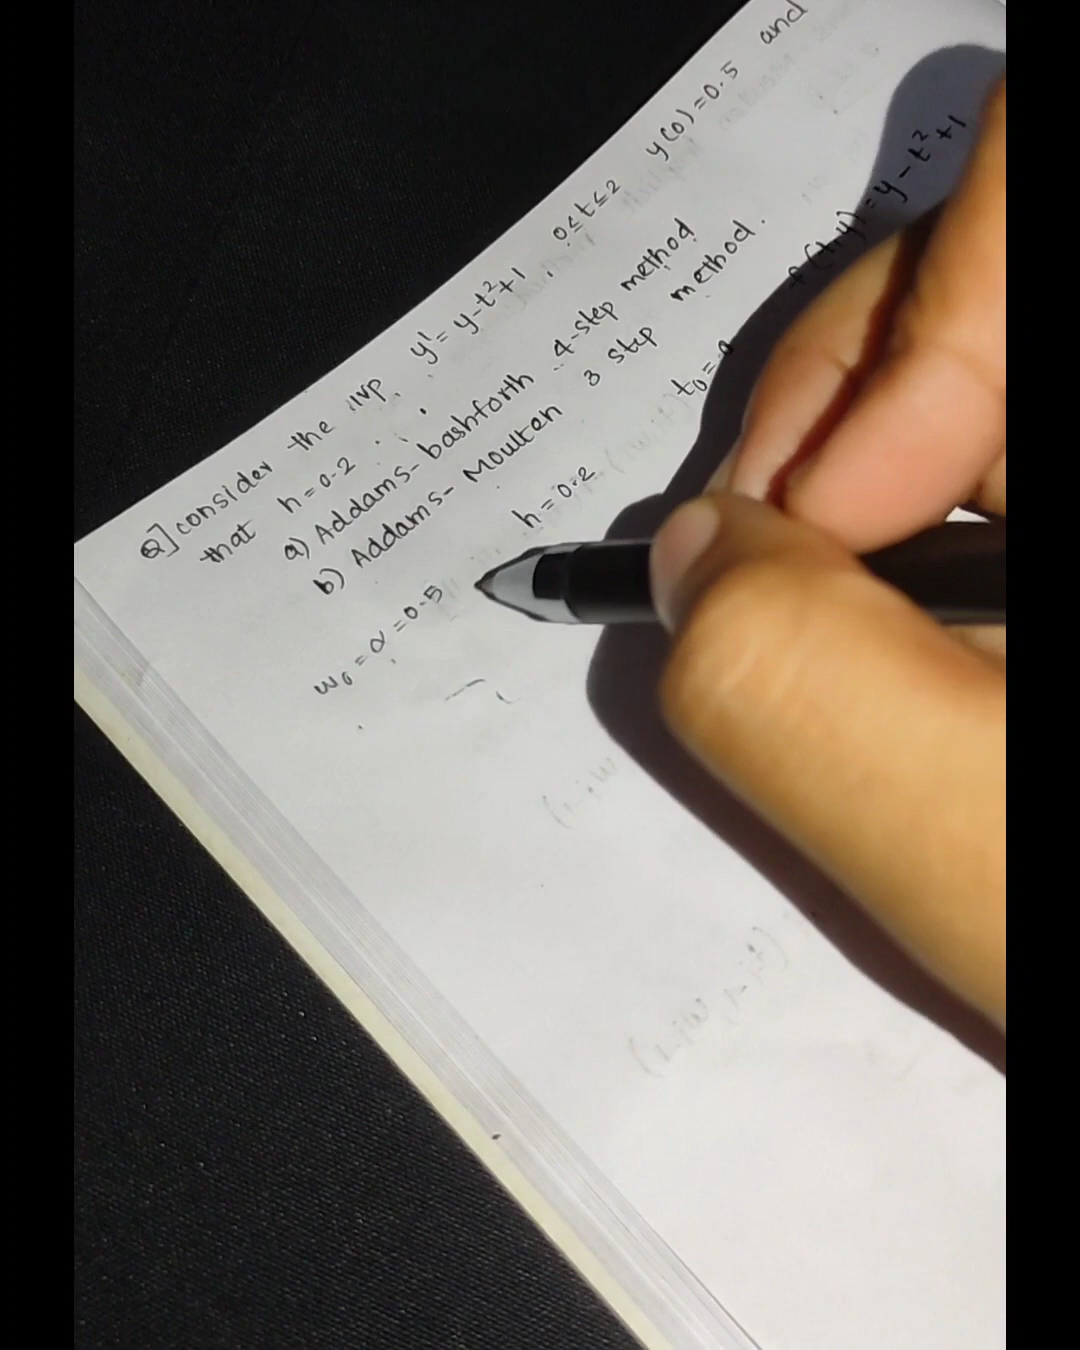 Q] consider the IVP y' = y-t²+1 , 0≤t≤2 y(0)=0.5 and
that h=0.2
a) Addams-bashforth 4-step method
b) Addams-Moulton 3 step method.
w₀ = α = 0.5 h=0.2 t₀= f(t,y)=y-t²+1